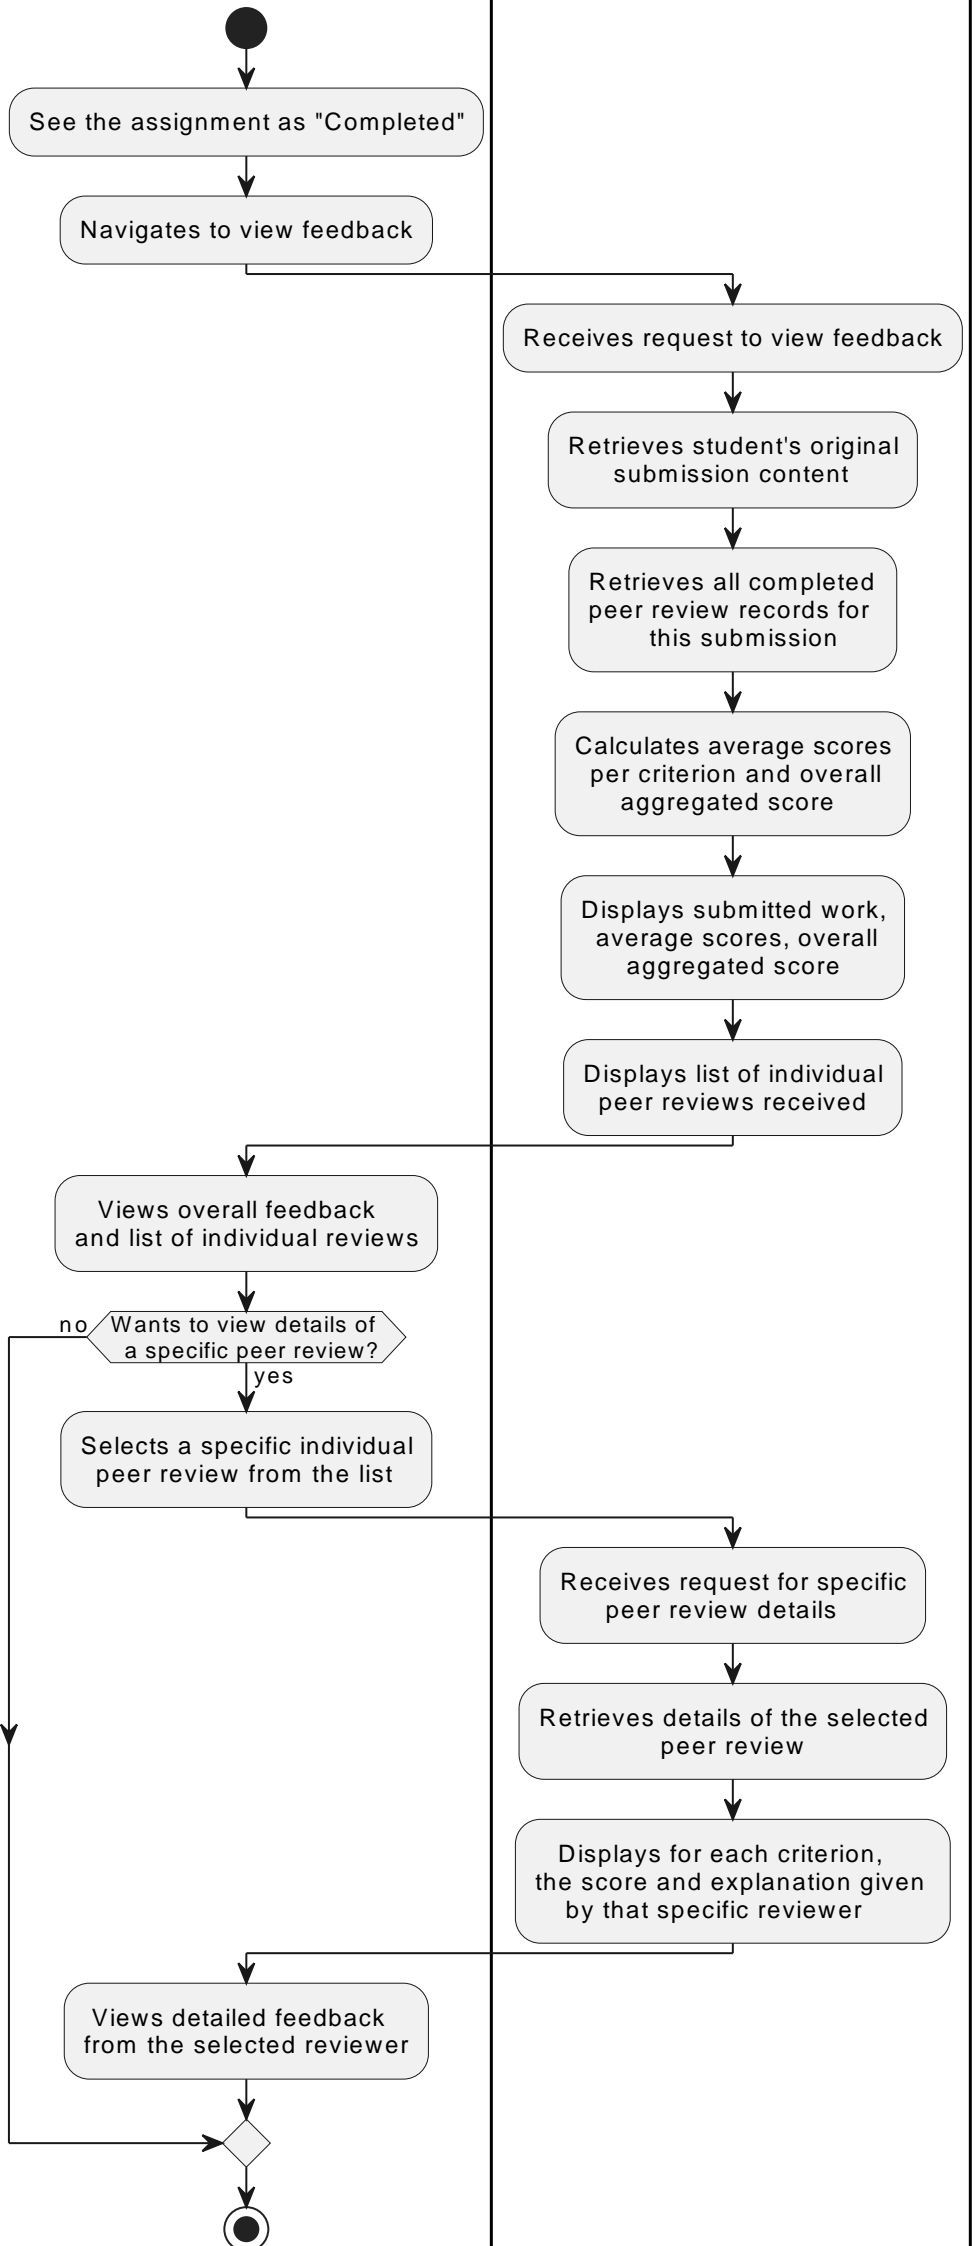 See the assignment as "Completed"
Navigates to view feedback
Receives request to view feedback
Retrieves student's original
submission content
Retrieves all completed
peer review records for
this submission
Calculates average scores
per criterion and overall
aggregated score
Displays submitted work,
average scores, overall
aggregated score
Displays list of individual
peer reviews received
Views overall feedback
and list of individual reviews
no
Wants to view details of
a specific peer review?
yes
Selects a specific individual
peer review from the list
Receives request for specific
peer review details
Retrieves details of the selected
peer review
Displays for each criterion,
the score and explanation given
by that specific reviewer
Views detailed feedback
from the selected reviewer